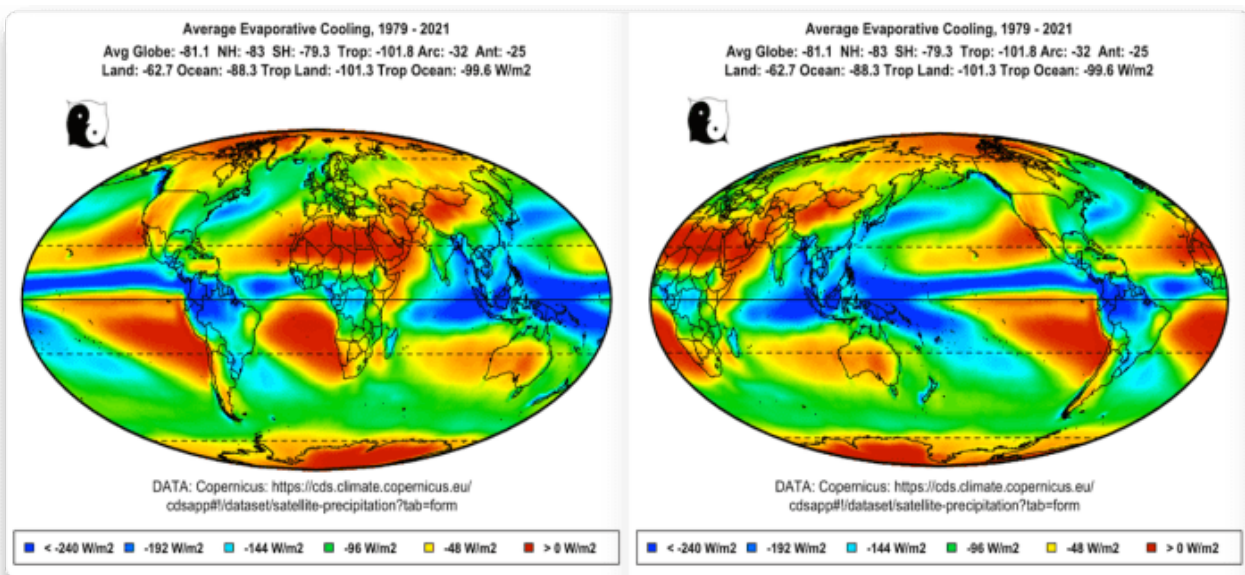 Average Evaporative Cooling, 1979 - 2021
Avg Globe: -81.1 NH: -83 SH: -79.3 Trop: -101.8 Arc: -32 Ant: -25
Land: -62.7 Ocean: -88.3 Trop Land: -101.3 Trop Ocean: -99.6 W/m2
DATA: Copernicus: https://cds.climate.copernicus.eu/
cdsapp#!/dataset/satellite-precipitation?tab=form
< -240 W/m2 -192 W/m2 -144 W/m2 -96 W/m2 -48 W/m2 > 0 W/m2
Average Evaporative Cooling, 1979 - 2021
Avg Globe: -81.1 NH: -83 SH: -79.3 Trop: -101.8 Arc: -32 Ant: -25
Land: -62.7 Ocean: -88.3 Trop Land: -101.3 Trop Ocean: -99.6 W/m2
DATA: Copernicus: https://cds.climate.copernicus.eu/
cdsapp#!/dataset/satellite-precipitation?tab=form
< -240 W/m2 -192 W/m2 -144 W/m2 -96 W/m2 -48 W/m2 > 0 W/m2